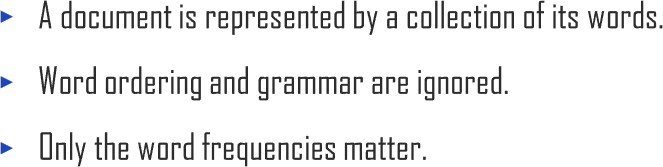 A document is represented by a collection of its words.
Word ordering and grammar are ignored.
Only the word frequencies matter.